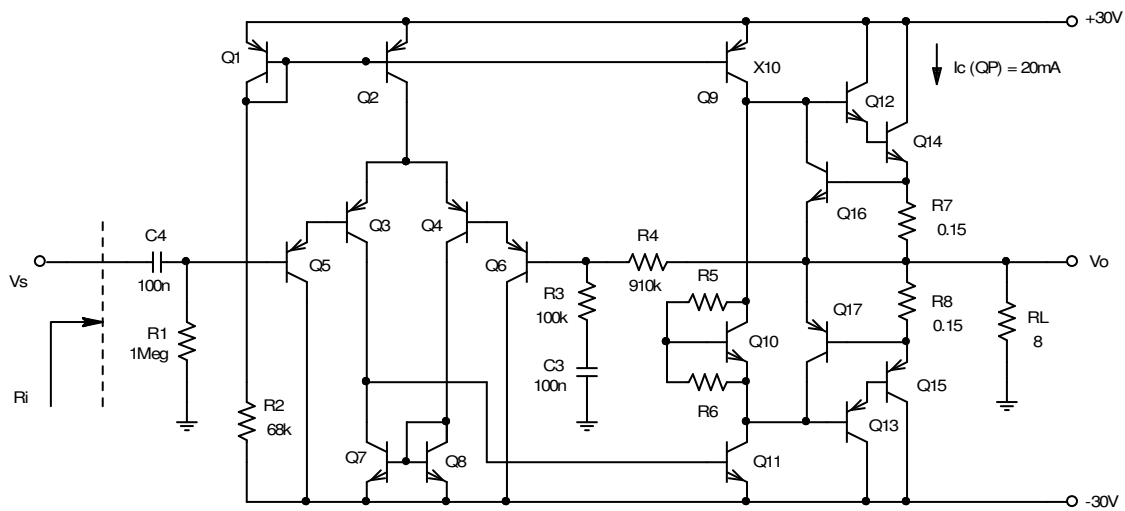 +30V
Q1
Q2
X10
Q9
Ic (QP) = 20mA
Q12
Q14
Q3
Q4
Q16
R7
0.15
C4
Vs
100n
Q5
Q6
R4
910k
Vo
R5
R3
100k
R8
0.15
Q17
RL
8
R1
1Meg
Q10
C3
100n
Ri
R2
68k
R6
Q15
Q13
Q7
Q8
Q11
-30V